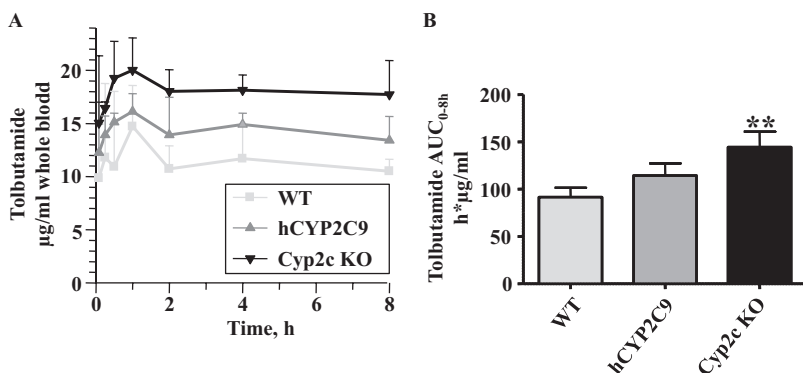 A
Tolbutamide
µg/ml whole blodd
20
15
10
5
0
0
2
4
6
8
Time, h
WT
hCYP2C9
Cyp2c KO
B
Tolbutamide AUC0-8h
h*µg/ml
200
150
100
50
0
**
WT
hCYP2C9
Cyp2c KO